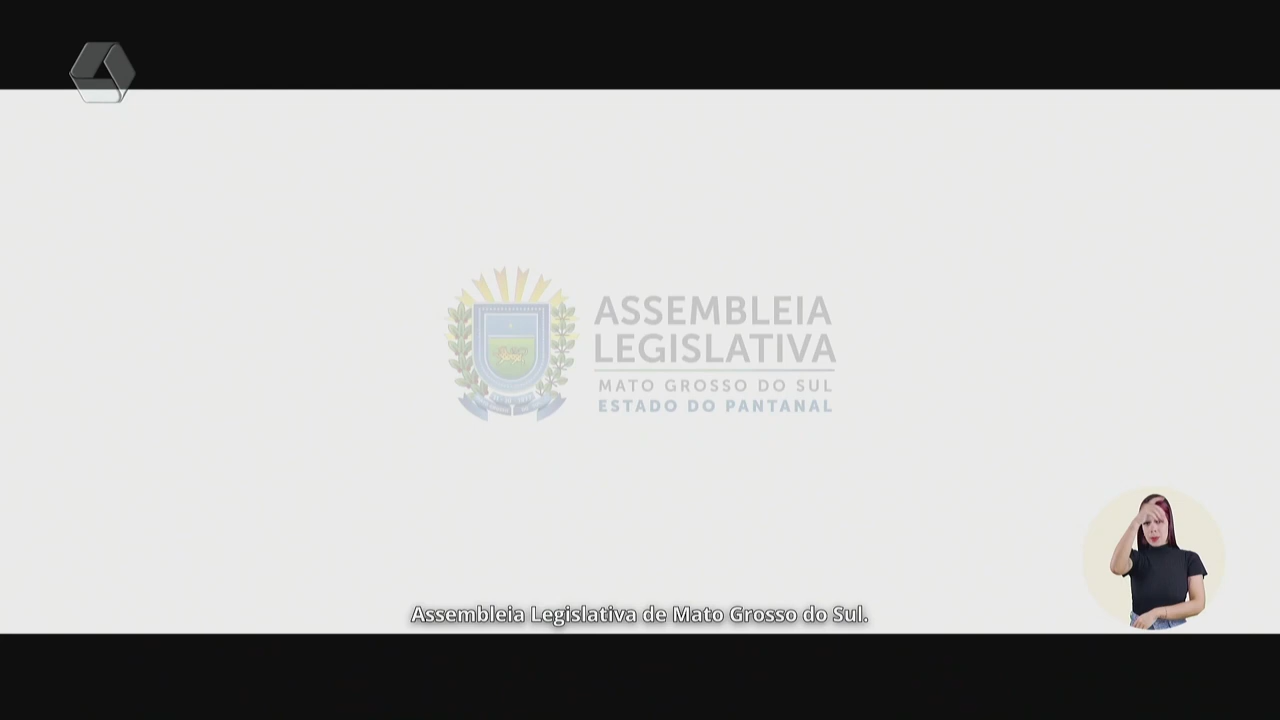 ASSEMBLEIA
LEGISLATIVA
MATO GROSSO DO SUL
ESTADO DO PANTANAL
Assembleia Legislativa de Mato Grosso do Sul.